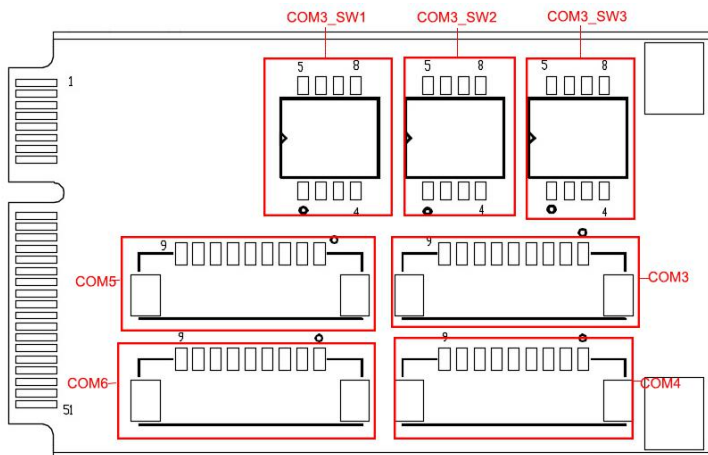 COM3_SW1 COM3_SW2 COM3_SW3
5 8 5 8 5 8
1
4 4 4
9 9
COM5 COM3
9 9
COM6 COM4
51